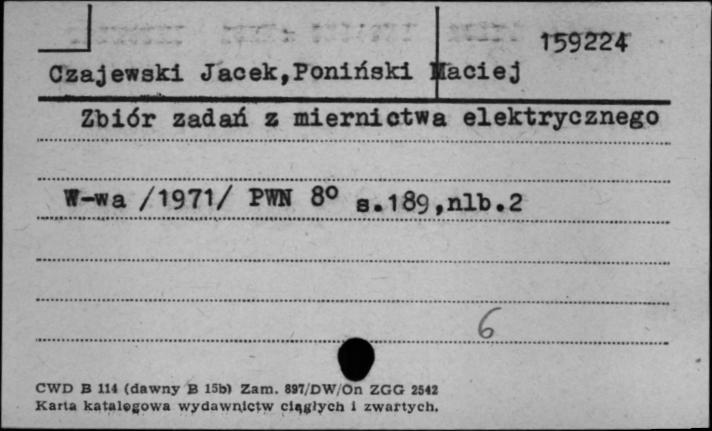 159224
Czajewski Jacek,Poniński Maciej
Zbiór zadań z miernictwa elektrycznego
W-wa /1971/ PWN 8° s.189,nlb.2
6
CWD B 114 (dawny B 15b) Zam. 897/DW/On ZGG 2542
Karta katalogowa wydawnictw ciągłych i zwartych.